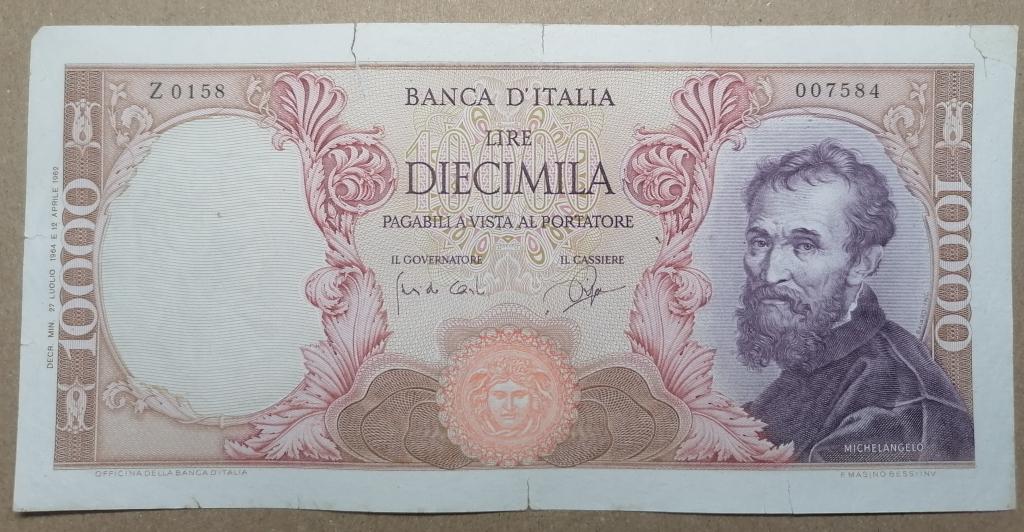 Z 0158
007584
BANCA D'ITALIA
LIRE
10000
DIECIMILA
PAGABILI A VISTA AL PORTATORE
IL GOVERNATORE
IL CASSIERE
10000
10000
DECR. MIN. 27 LUGLIO 1964 E 12 APRILE 1962
MICHELANGELO
OFFICINA DELLA BANCA D'ITALIA
F. MASINO BESSI INV.